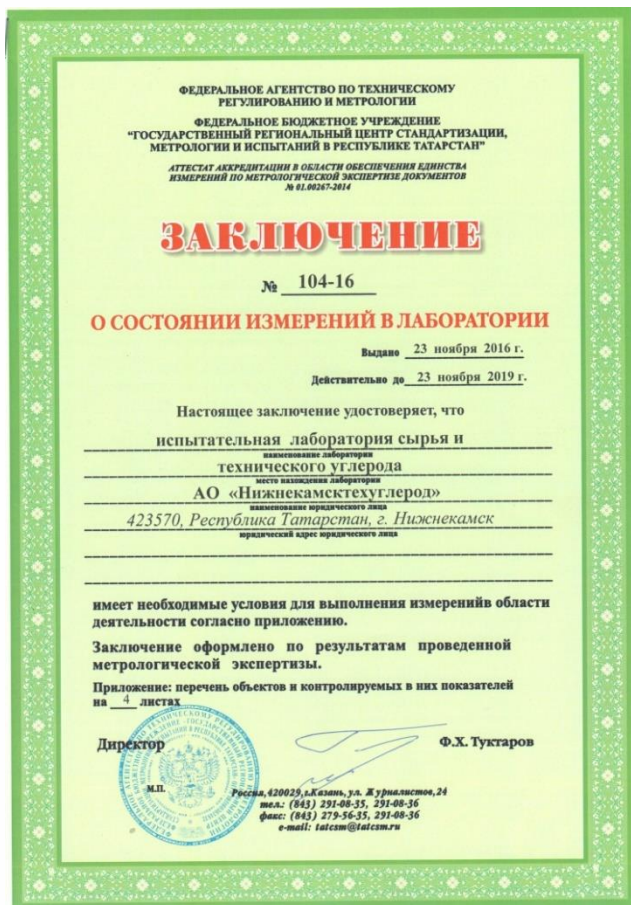 ФЕДЕРАЛЬНОЕ АГЕНТСТВО ПО ТЕХНИЧЕСКОМУ
РЕГУЛИРОВАНИЮ И МЕТРОЛОГИИ
ФЕДЕРАЛЬНОЕ БЮДЖЕТНОЕ УЧРЕЖДЕНИЕ
"ГОСУДАРСТВЕННЫЙ РЕГИОНАЛЬНЫЙ ЦЕНТР СТАНДАРТИЗАЦИИ,
МЕТРОЛОГИИ И ИСПЫТАНИЙ В РЕСПУБЛИКЕ ТАТАРСТАН"
АТТЕСТАТ АККРЕДИТАЦИИ В ОБЛАСТИ ОБЕСПЕЧЕНИЯ ЕДИНСТВА
ИЗМЕРЕНИЙ ПО МЕТРОЛОГИЧЕСКОЙ ЭКСПЕРТИЗЕ ДОКУМЕНТОВ
№ 01.00267-2014
ЗАКЛЮЧЕНИЕ
№ 104-16
О СОСТОЯНИИ ИЗМЕРЕНИЙ В ЛАБОРАТОРИИ
Выдано 23 ноября 2016 г.
Действительно до 23 ноября 2019 г.
Настоящее заключение удостоверяет, что
испытательная лаборатория сырья и
наименование лаборатории
технического углерода
место нахождения лаборатории
АО «Нижнекамсктехуглерод»
наименование юридического лица
423570, Республика Татарстан, г. Нижнекамск
юридический адрес юридического лица
имеет необходимые условия для выполнения измеренийв области
деятельности согласно приложению.
Заключение оформлено по результатам проведенной
метрологической экспертизы.
Приложение: перечень объектов и контролируемых в них показателей
на 4 листах
Директор
Ф.Х. Туктаров
М.П.
Россия,420029,г.Казань,ул. Журналистов,24
тел.: (843) 291-08-35, 291-08-36
факс: (843) 279-56-35, 291-08-36
e-mail: tatcsm@tatcsm.ru